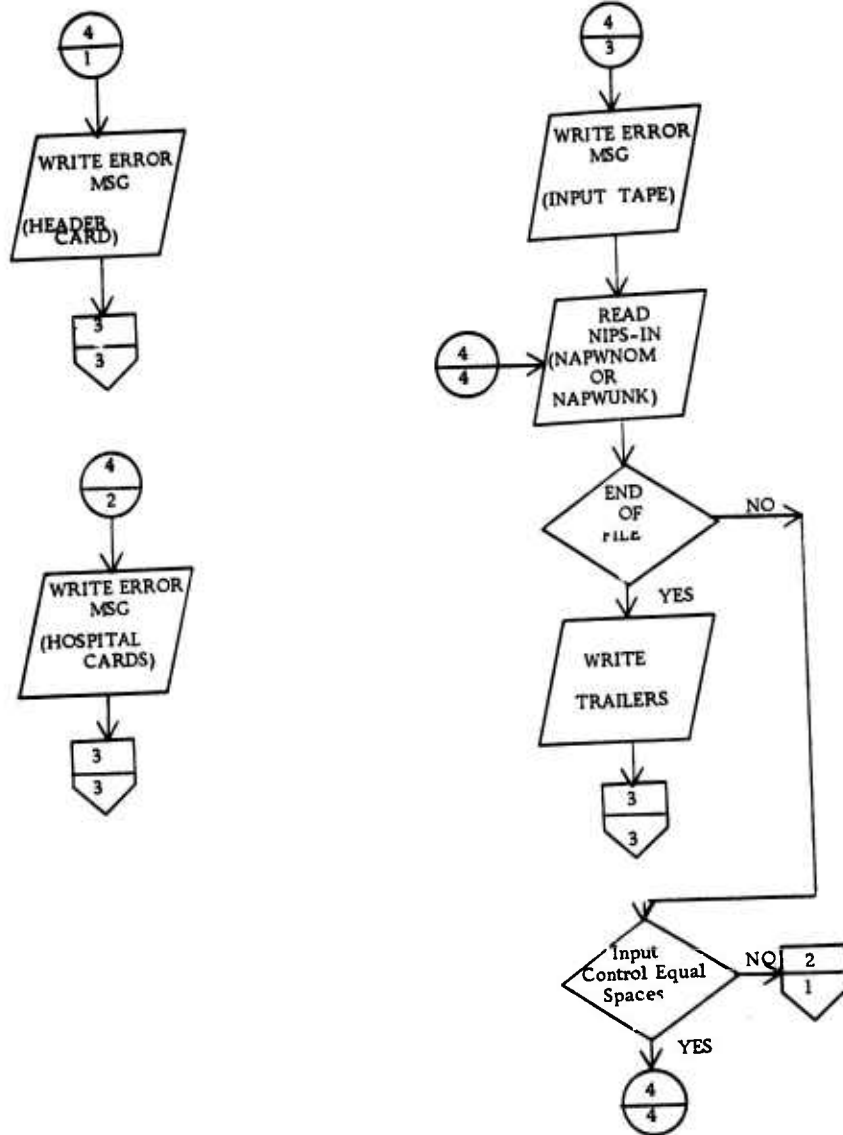 4
1
WRITE ERROR
MSG
(HEADER
CARD)
3
3
4
2
WRITE ERROR
MSG
(HOSPITAL
CARDS)
3
3
4
3
WRITE ERROR
MSG
(INPUT TAPE)
4
4
READ
NIPS-IN
(NAPWNOM
OR
NAPWUNK)
END
OF
FILE
NO
YES
WRITE
TRAILERS
3
3
Input
Control Equal
Spaces
NO
2
1
YES
4
4